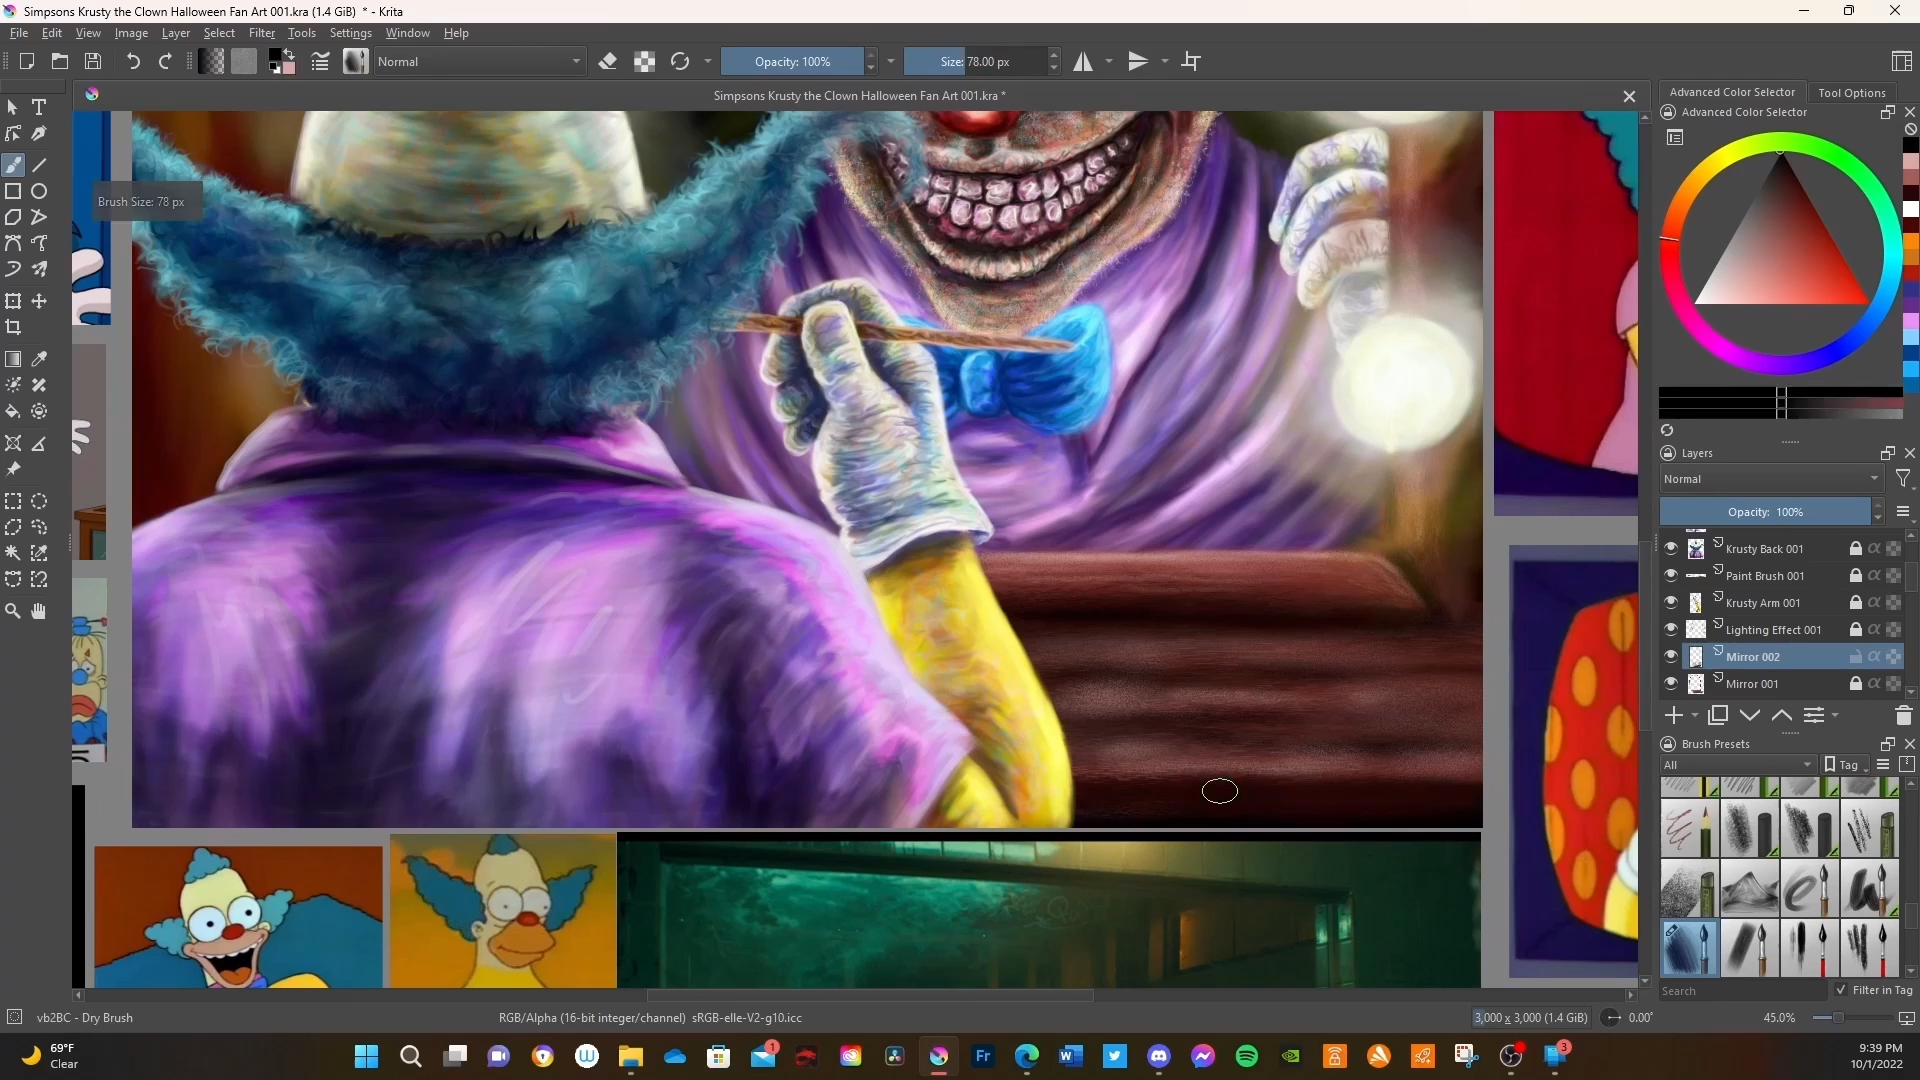 Simpsons Krusty the Clown Halloween Fan Art 001.kra (1.4 GiB) * - Krita
File Edit View Image Layer Select Filter Tools Settings Window Help
Normal Opacity: 100% Size: 78.00 px
Simpsons Krusty the Clown Halloween Fan Art 001.kra *
Advanced Color Selector Tool Options
Advanced Color Selector
Brush Size: 78 px
Layers
Normal
Opacity: 100%
Krusty Back 001
Paint Brush 001
Krusty Arm 001
Lighting Effect 001
Mirror 002
Mirror 001
Brush Presets
All Tag
Search Filter in Tag
vb2BC - Dry Brush RGB/Alpha (16-bit integer/channel) sRGB-elle-V2-g10.icc 3,000 x 3,000 (1.4 GiB) 0.00° 45.0%
69°F
Clear
1
Fr
3
9:39 PM
10/1/2022